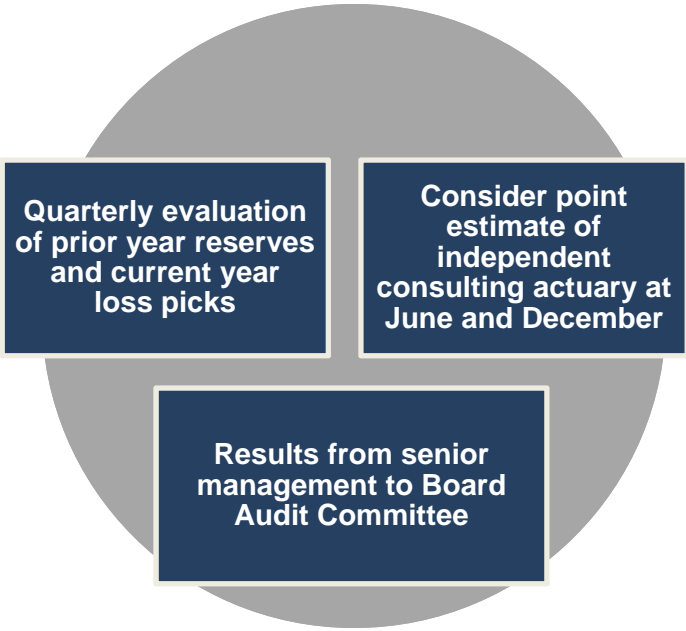 Quarterly evaluation
of prior year reserves
and current year
loss picks
Consider point
estimate of
independent
consulting actuary at
June and December
Results from senior
management to Board
Audit Committee